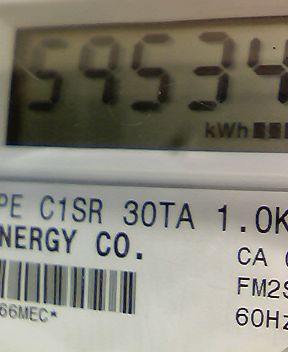 59534
kWh
PE C1SR 30TA 1.0K
NERGY CO.
CA
FM2S
66MEC*
60Hz